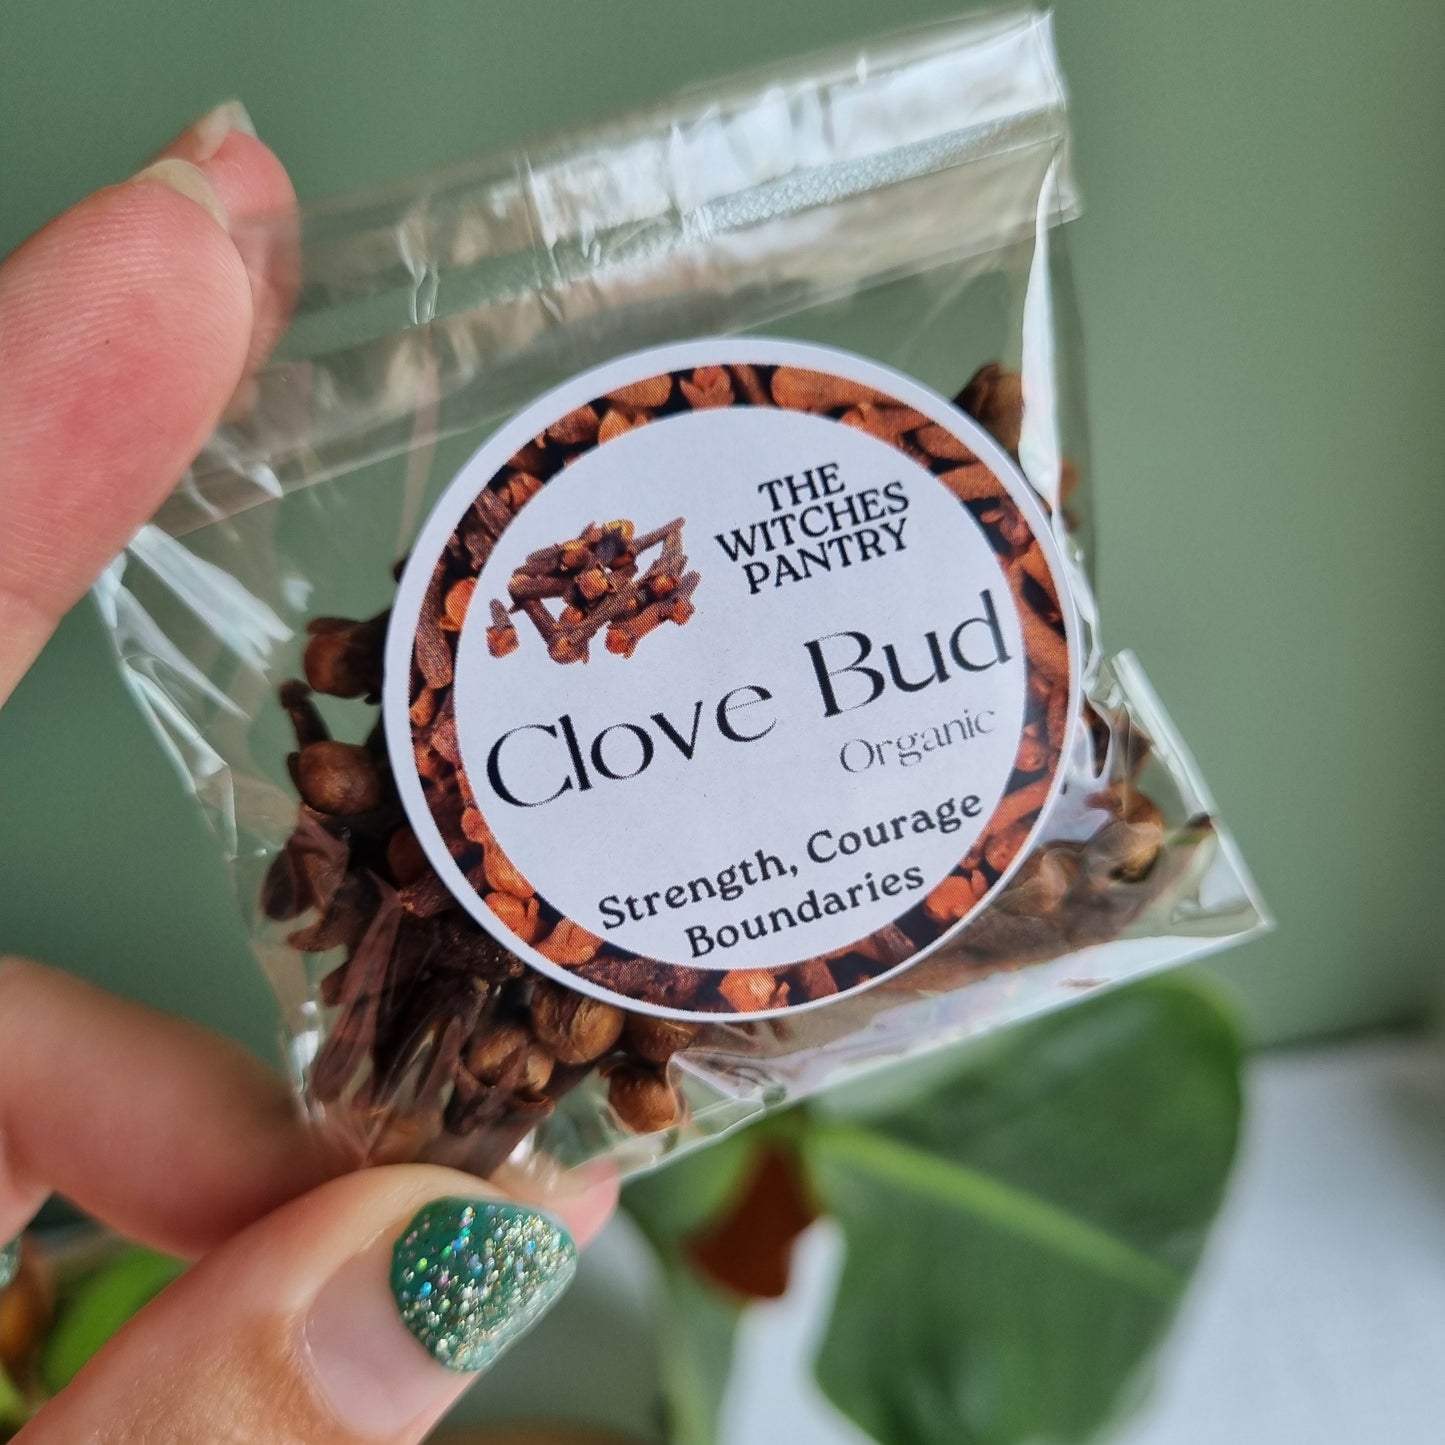 THE
WITCHES
PANTRY
Clove Bud
Organic
Strength, Courage
Boundaries